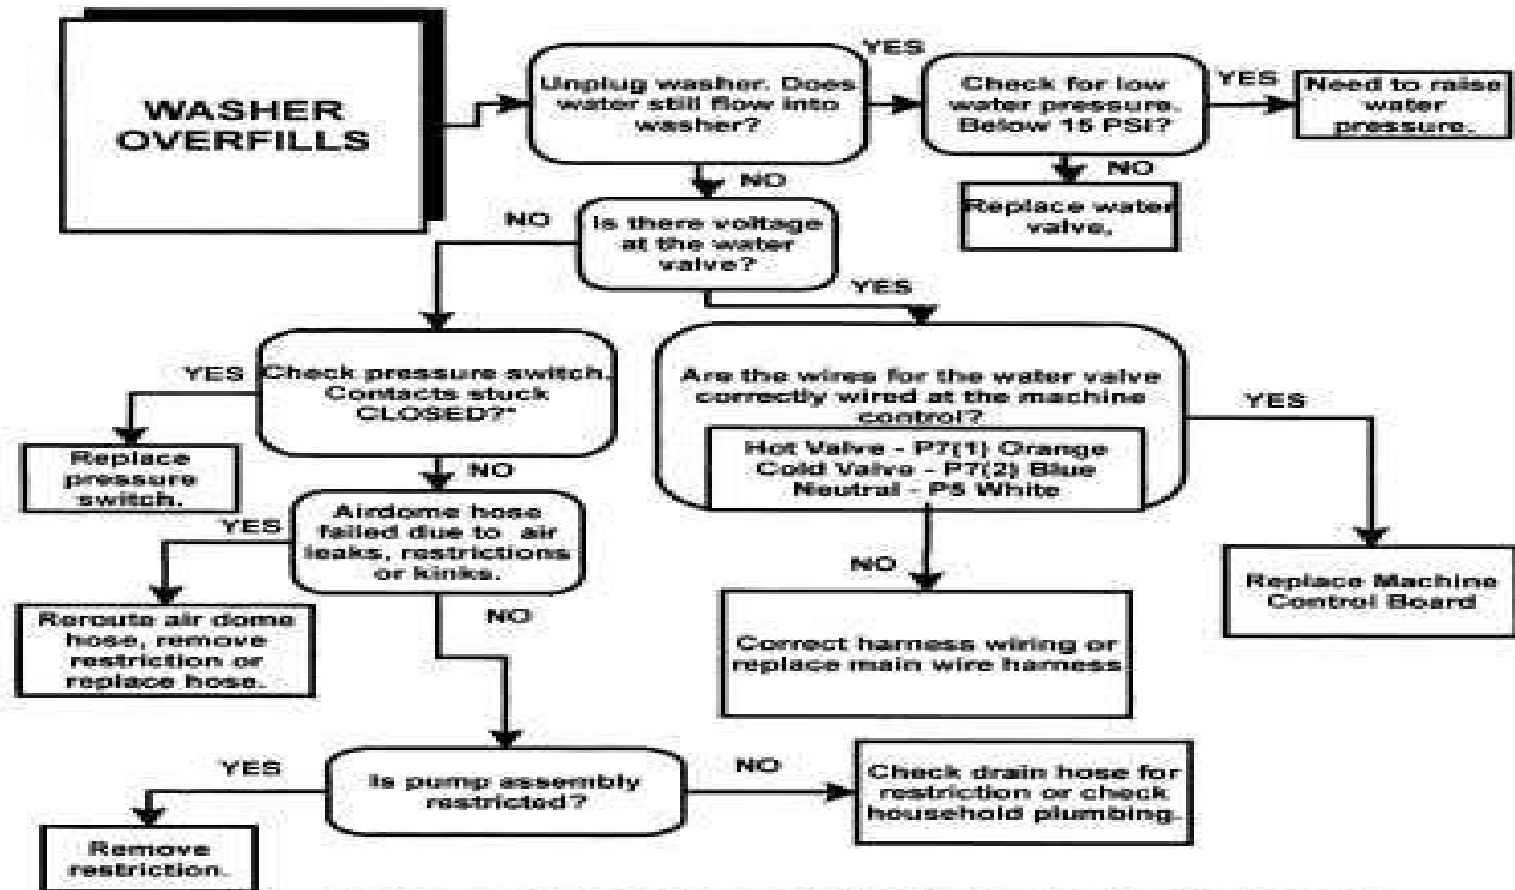 WASHER
OVERFILLS
Unplug washer. Does
water still flow into
washer?
YES
Check for low
water pressure.
Below 15 PSI?
YES
Need to raise
water
pressure.
NO
Replace water
valve.
NO
Is there voltage
at the water
valve?
NO
YES
Check pressure switch.
Contacts stuck
CLOSED?*
YES
Replace
pressure
switch.
NO
Are the wires for the water valve
correctly wired at the machine
control?
Hot Valve - P7(1) Orange
Cold Valve - P7(2) Blue
Neutral - P5 White
YES
Replace Machine
Control Board
NO
Correct harness wiring or
replace main wire harness
Airdome hose
failed due to air
leaks, restrictions
or kinks.
YES
Reroute air dome
hose, remove
restriction or
replace hose.
NO
Is pump assembly
restricted?
YES
Remove
restriction.
NO
Check drain hose for
restriction or check
household plumbing.